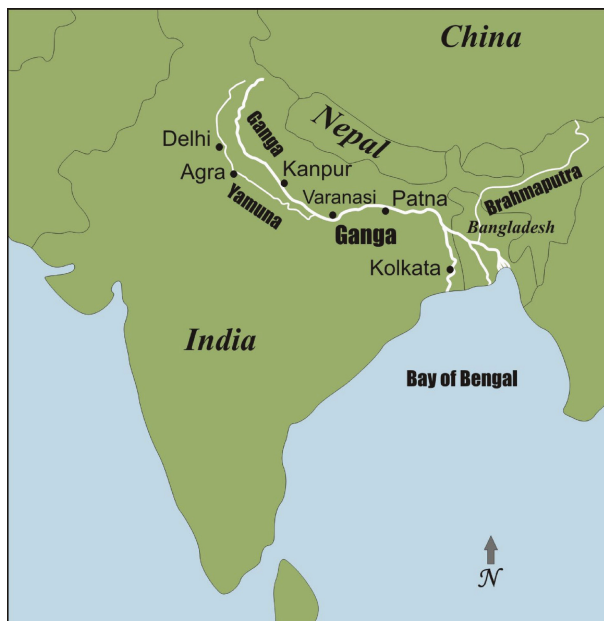 China
Nepal
Ganga
Delhi
Kanpur
Agra
Brahmaputra
Varanasi
Patna
Yamuna
Bangladesh
Ganga
Kolkata
India
Bay of Bengal
N